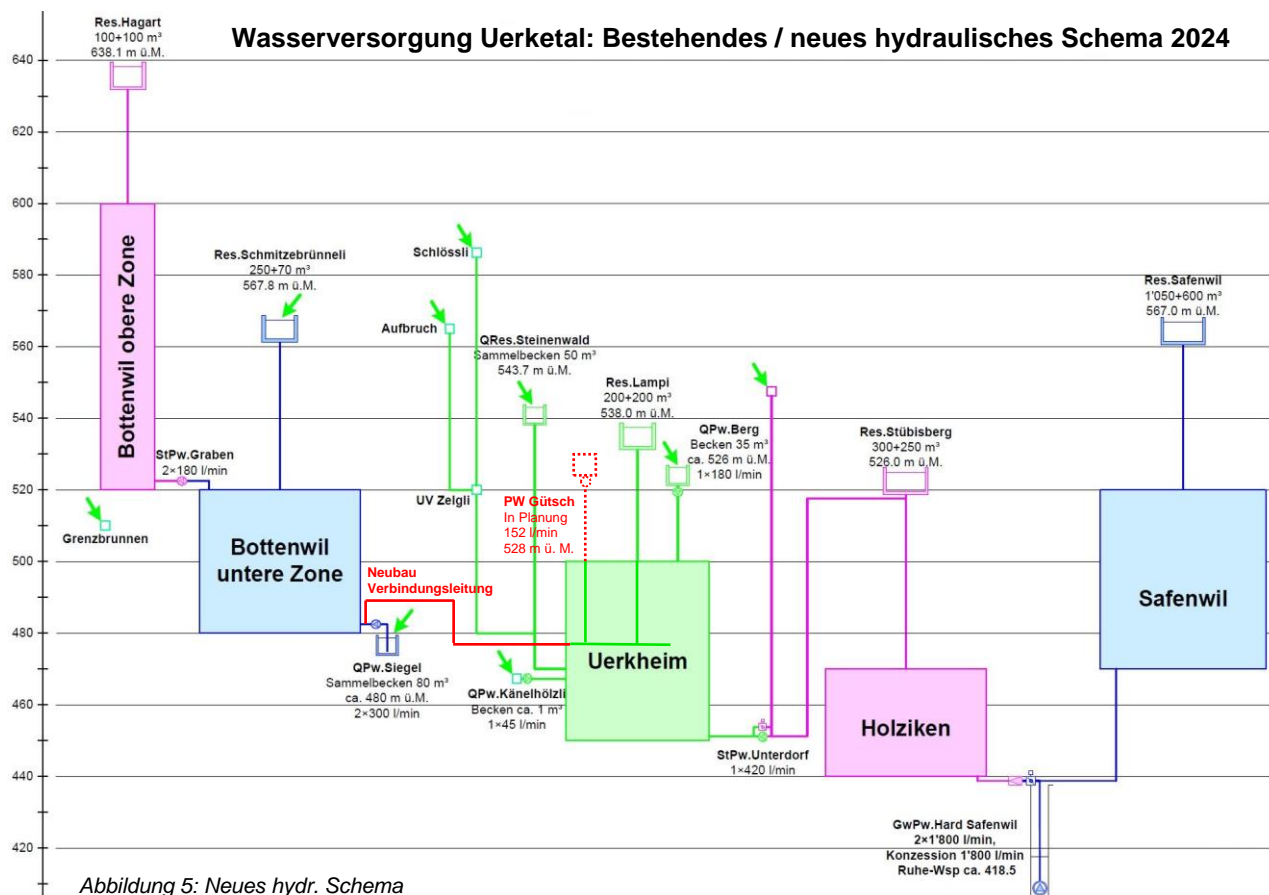 Res.Hagart
100+100 m³
638.1 m ü.M.
Wasserversorgung Uerketal: Bestehendes / neues hydraulisches Schema 2024
640
620
600
580
560
540
520
500
480
460
440
420
Bottenwil obere Zone
Res.Schmitzebrünneli
250+70 m³
567.8 m ü.M.
Schlössli
Aufbruch
QRes.Steinenwald
Sammelbecken 50 m³
543.7 m ü.M.
Res.Lampi
200+200 m³
538.0 m ü.M.
QPw.Berg
Becken 35 m³
ca. 526 m ü.M.
1×180 l/min
Res.Stübisberg
300+250 m³
526.0 m ü.M.
Res.Safenwil
1'050+600 m³
567.0 m ü.M.
StPw.Graben
2×180 l/min
Grenzbrunnen
UV Zelgli
PW Gütsch
In Planung
152 l/min
528 m ü. M.
Bottenwil
untere Zone
Neubau
Verbindungsleitung
QPw.Siegel
Sammelbecken 80 m³
ca. 480 m ü.M.
2×300 l/min
QPw.Känelhölzli
Becken ca. 1 m³
1×45 l/min
Uerkheim
StPw.Unterdorf
1×420 l/min
Holziken
Safenwil
GwPw.Hard Safenwil
2×1'800 l/min,
Konzession 1'800 l/min
Ruhe-Wsp ca. 418.5
Abbildung 5: Neues hydr. Schema